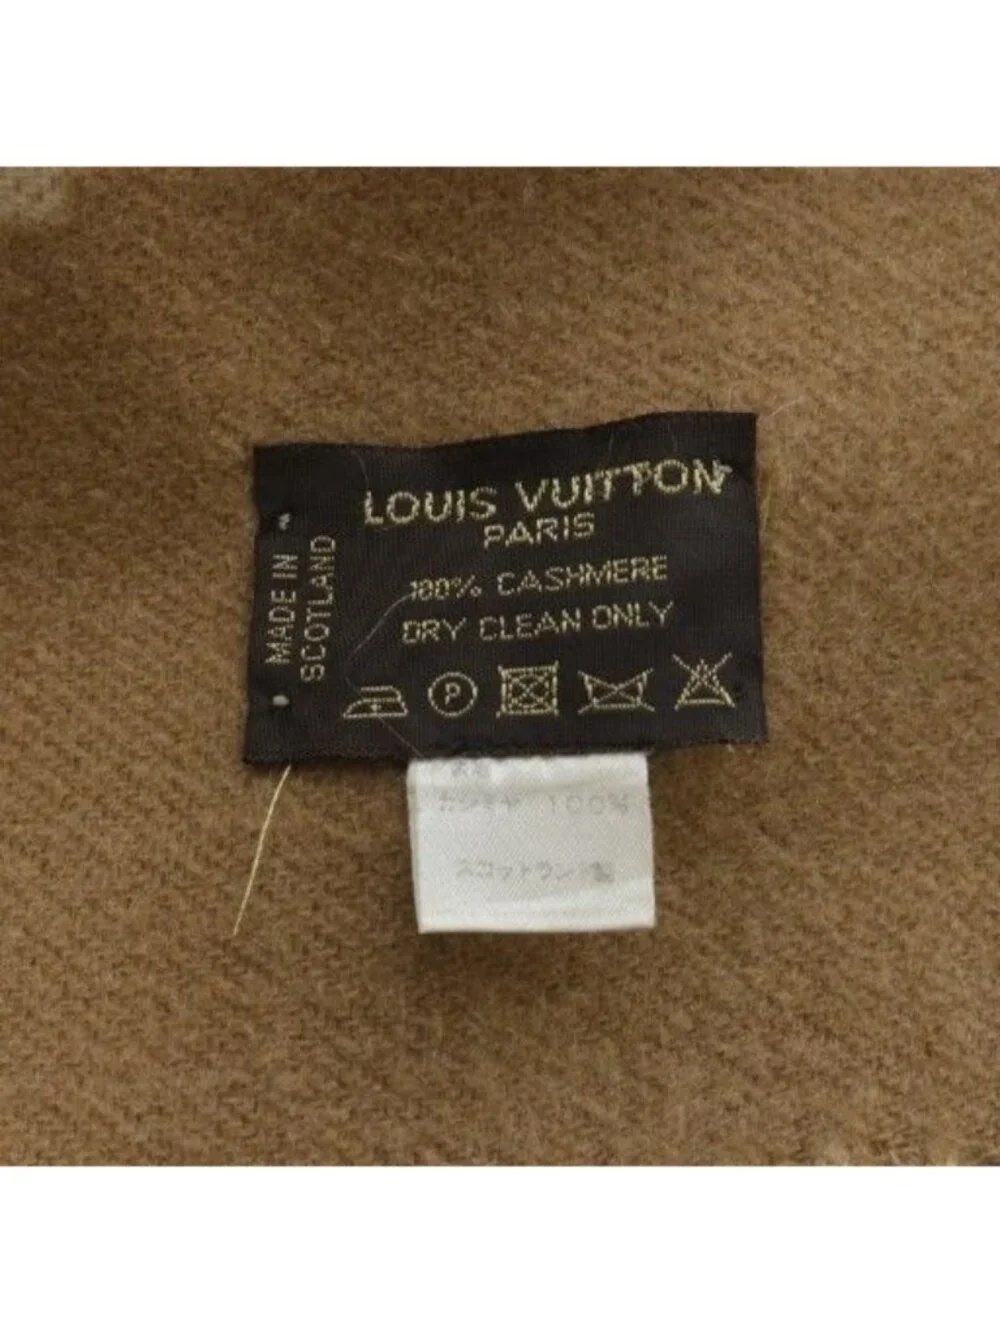 LOUIS VUITTON
PARIS
100% CASHMERE
DRY CLEAN ONLY
MADE IN
SCOTLAND
P
カシミヤ 100%
スコットランド製